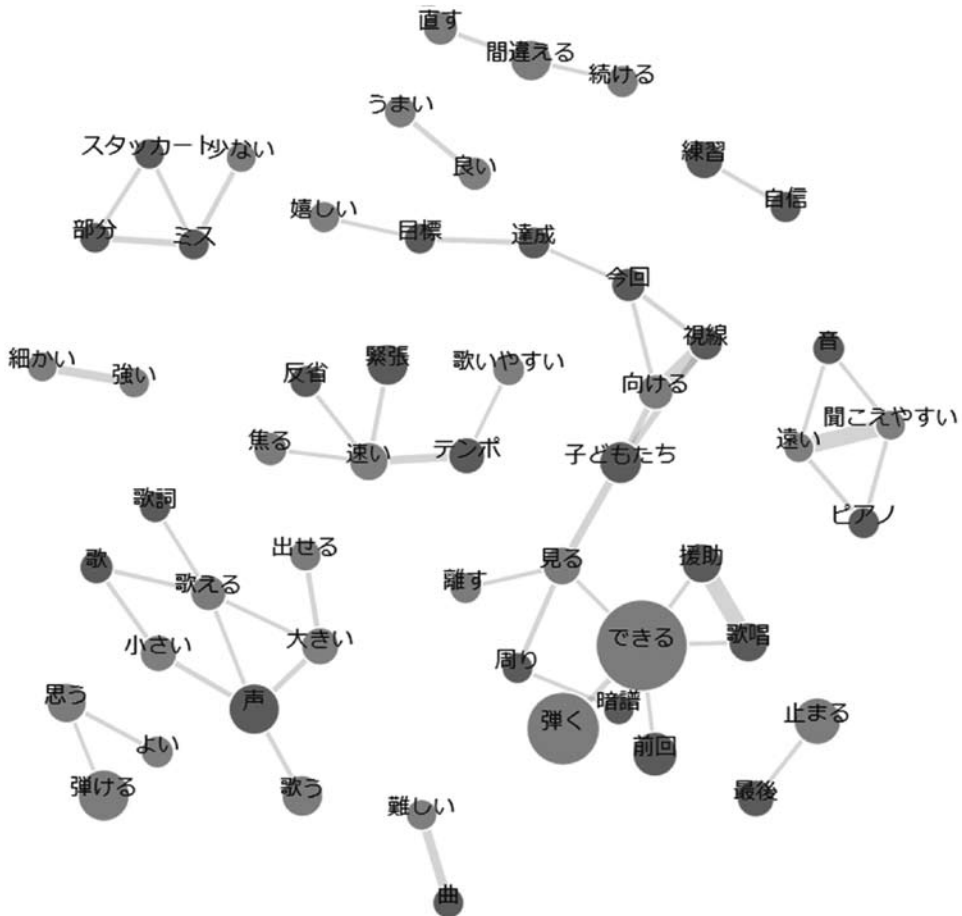 直す
間違える
続ける
うまい
良い
スタッカート
少ない
部分
ミス
練習
自信
嬉しい
目標
達成
今回
視線
向ける
子どもたち
細かい
強い
反省
緊張
歌いやすい
焦る
速い
テンポ
音
聞こえやすい
遠い
ピアノ
歌詞
歌
歌える
出せる
小さい
大きい
声
歌う
見る
離す
援助
できる
歌唱
周り
暗譜
弾く
前回
思う
よい
弾ける
止まる
最後
難しい
曲